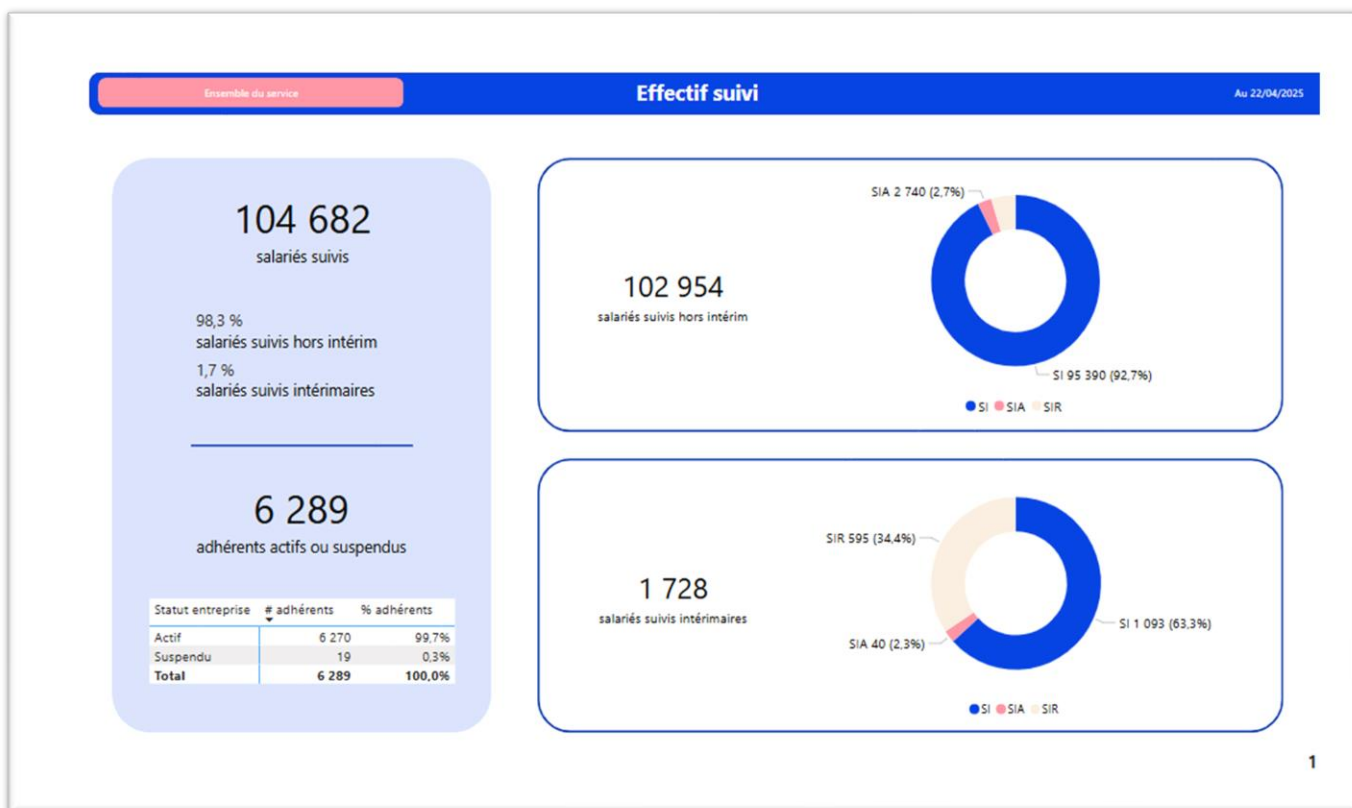 Ensemble du service
Effectif suivi
Au 22/04/2025
104 682
salariés suivis
98,3 %
salariés suivis hors intérim
1,7 %
salariés suivis intérimaires
6 289
adhérents actifs ou suspendus
Statut entreprise # adhérents % adhérents
Actif 6 270 99,7%
Suspendu 19 0,3%
Total 6 289 100,0%
102 954
salariés suivis hors intérim
SIA 2 740 (2,7%)
SI 95 390 (92,7%)
SI SIA SIR
1 728
salariés suivis intérimaires
SIR 595 (34,4%)
SIA 40 (2,3%)
SI 1 093 (63,3%)
SI SIA SIR
1